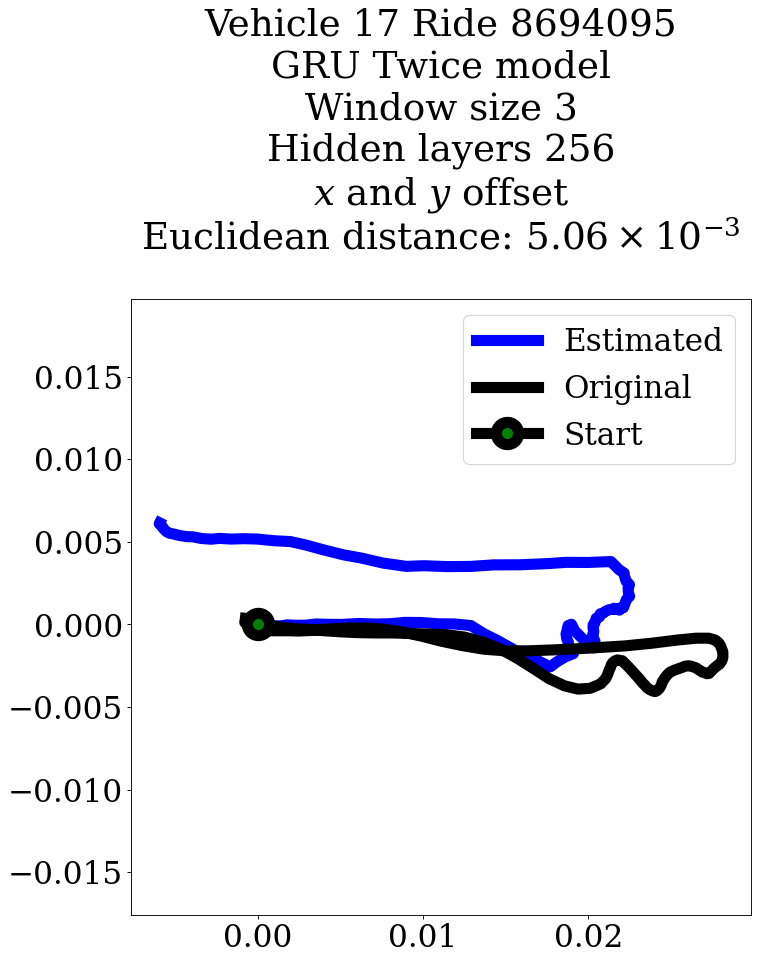 Vehicle 17 Ride 8694095
GRU Twice model
Window size 3
Hidden layers 256
x and y offset
Euclidean distance: 5.06 × 10⁻³
Estimated
Original
Start
0.015
0.010
0.005
0.000
−0.005
−0.010
−0.015
0.00 0.01 0.02